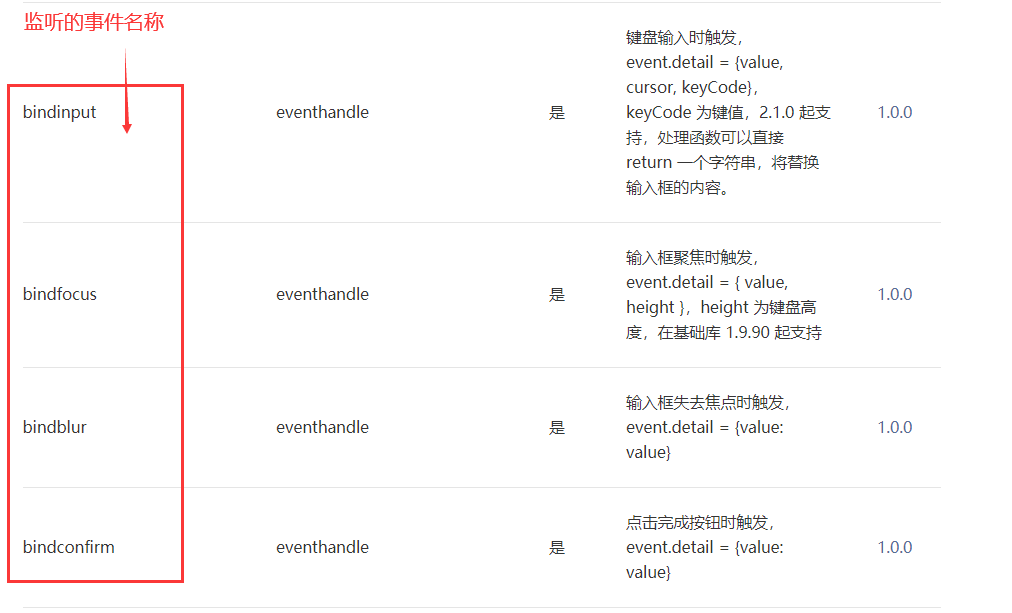 监听的事件名称
键盘输入时触发，
event.detail = {value,
cursor, keyCode}，
bindinput eventhandle 是 keyCode 为键值，2.1.0 起支 1.0.0
持，处理函数可以直接
return 一个字符串，将替换
输入框的内容。
输入框聚焦时触发，
event.detail = { value,
bindfocus eventhandle 是 height }，height 为键盘高 1.0.0
度，在基础库 1.9.90 起支持
输入框失去焦点时触发，
bindblur eventhandle 是 event.detail = {value: 1.0.0
value}
点击完成按钮时触发，
bindconfirm eventhandle 是 event.detail = {value: 1.0.0
value}